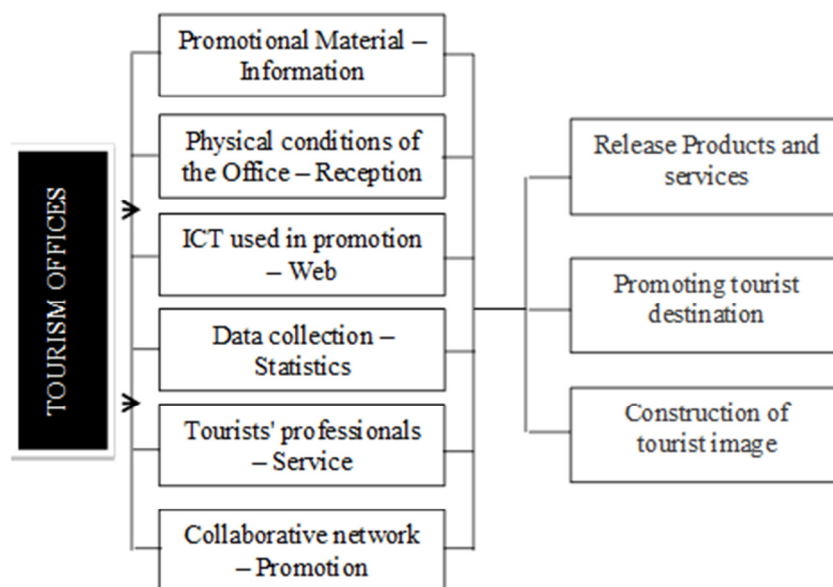 TOURISM OFFICES
Promotional Material –
Information
Physical conditions of
the Office – Reception
ICT used in promotion
– Web
Data collection –
Statistics
Tourists' professionals
– Service
Collaborative network
– Promotion
Release Products and
services
Promoting tourist
destination
Construction of
tourist image